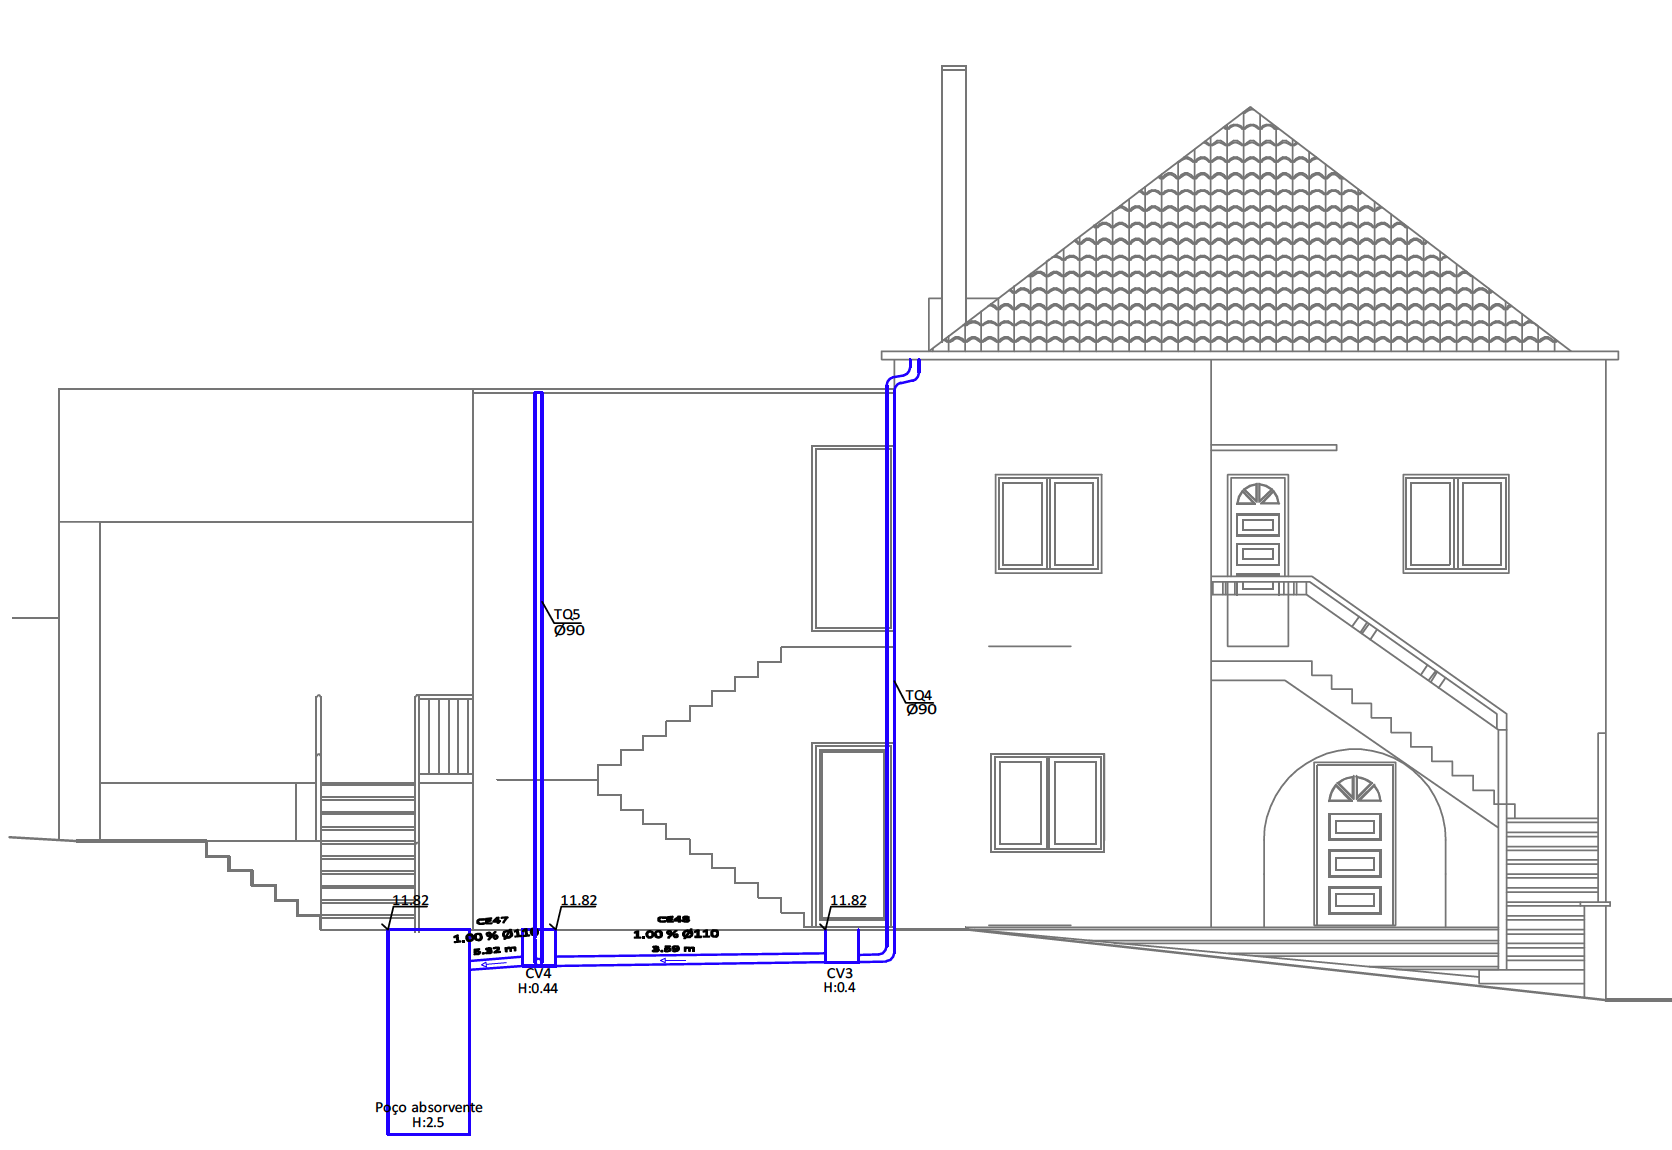 TQ5
Ø90
TQ4
Ø90
11.82
11.82
11.82
CE47
1.00 % Ø110
5.32 m
CE48
1.00 % Ø110
3.59 m
CV4
H:0.44
CV3
H:0.4
Poço absorvente
H:2.5